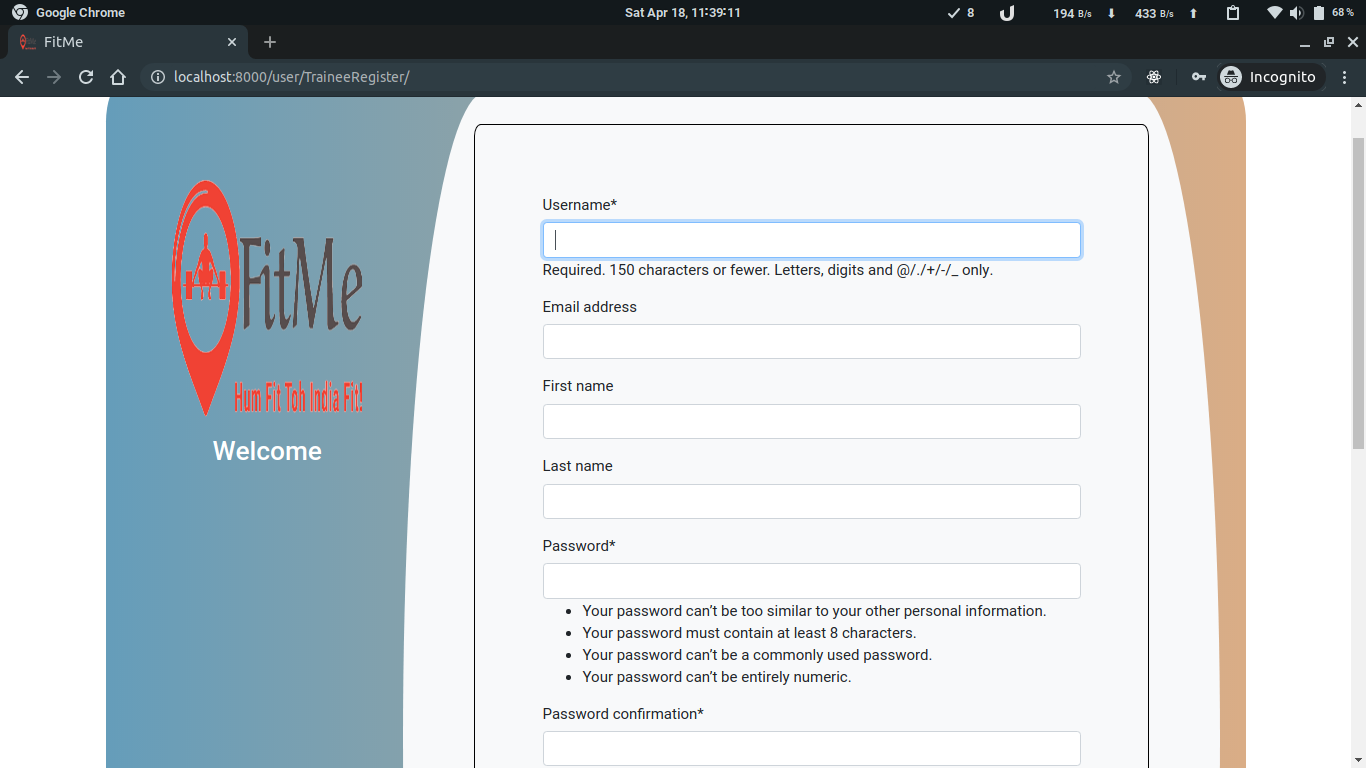 Google Chrome
Sat Apr 18, 11:39:11
8
194 B/s
433 B/s
68 %
FitMe
localhost:8000/user/TraineeRegister/
Incognito
FitMe
Hum Fit Toh India Fit!
Welcome
Username*
Required. 150 characters or fewer. Letters, digits and @/./+/-/_ only.
Email address
First name
Last name
Password*
Your password can’t be too similar to your other personal information.
Your password must contain at least 8 characters.
Your password can’t be a commonly used password.
Your password can’t be entirely numeric.
Password confirmation*